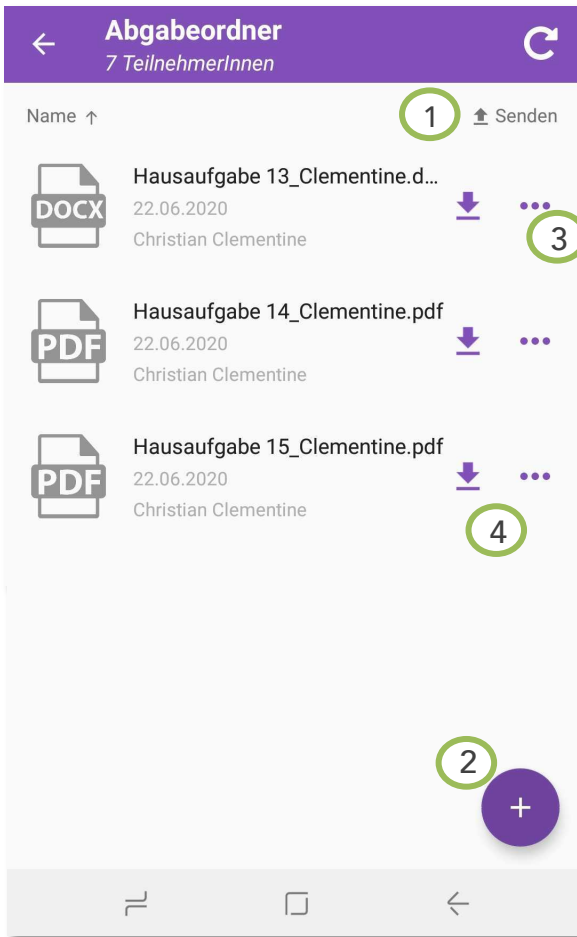 Abgabeordner
7 TeilnehmerInnen
Name ↑
1
Senden
DOCX
Hausaufgabe 13_Clementine.d...
22.06.2020
Christian Clementine
3
PDF
Hausaufgabe 14_Clementine.pdf
22.06.2020
Christian Clementine
PDF
Hausaufgabe 15_Clementine.pdf
22.06.2020
Christian Clementine
4
2
+